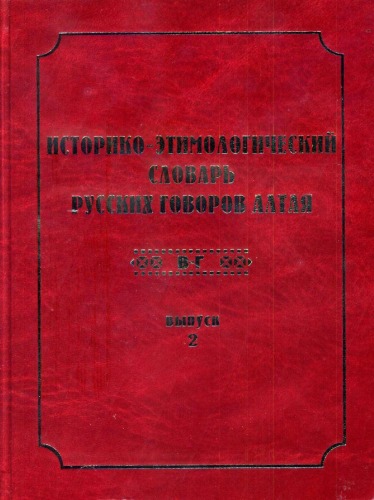 ИСТОРИКО-ЭТИМОЛОГИЧЕСКИЙ
СЛОВАРЬ
РУССКИХ ГОВОРОВ АЛТАЯ
В-Г
ВЫПУСК
2